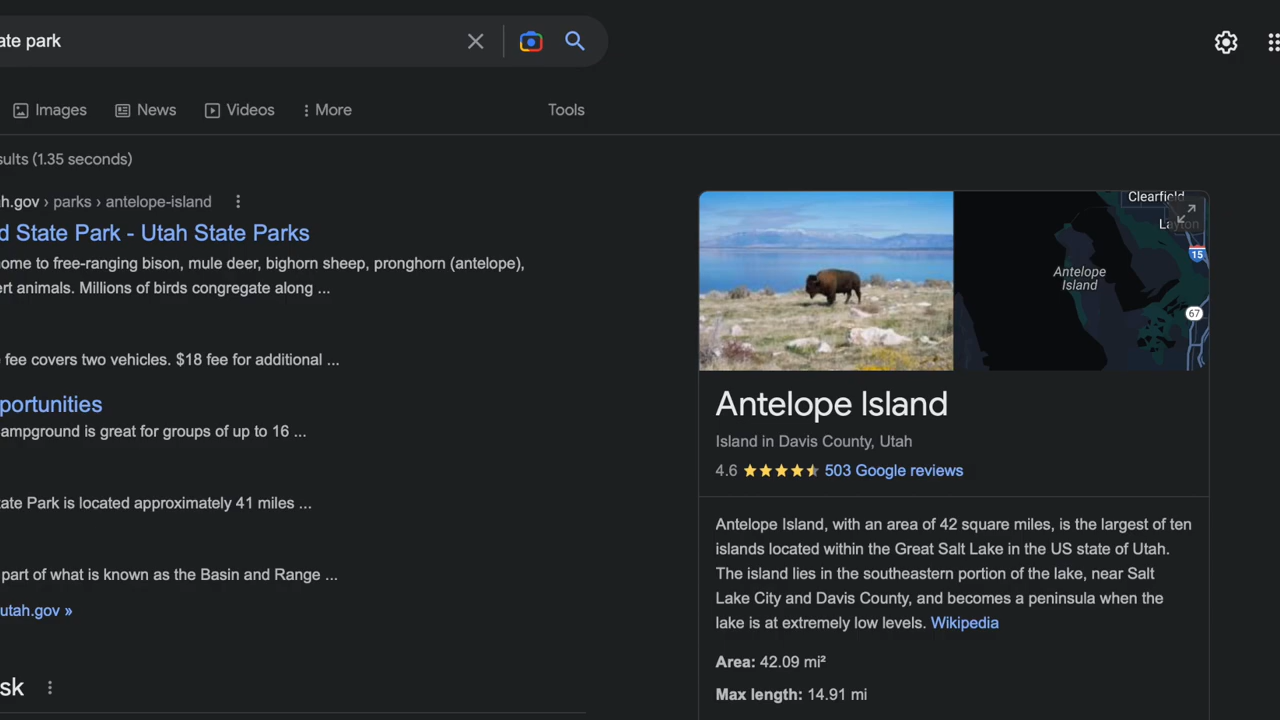 ate park
Images News Videos More Tools
sults (1.35 seconds)
ah.gov › parks › antelope-island
d State Park - Utah State Parks
ome to free-ranging bison, mule deer, bighorn sheep, pronghorn (antelope),
ert animals. Millions of birds congregate along ...
fee covers two vehicles. $18 fee for additional ...
portunities
ampground is great for groups of up to 16 ...
tate Park is located approximately 41 miles ...
part of what is known as the Basin and Range ...
utah.gov »
sk
Clearfield
Layton
15
Antelope
Island
67
Antelope Island
Island in Davis County, Utah
4.6 503 Google reviews
Antelope Island, with an area of 42 square miles, is the largest of ten
islands located within the Great Salt Lake in the US state of Utah.
The island lies in the southeastern portion of the lake, near Salt
Lake City and Davis County, and becomes a peninsula when the
lake is at extremely low levels. Wikipedia
Area: 42.09 mi²
Max length: 14.91 mi